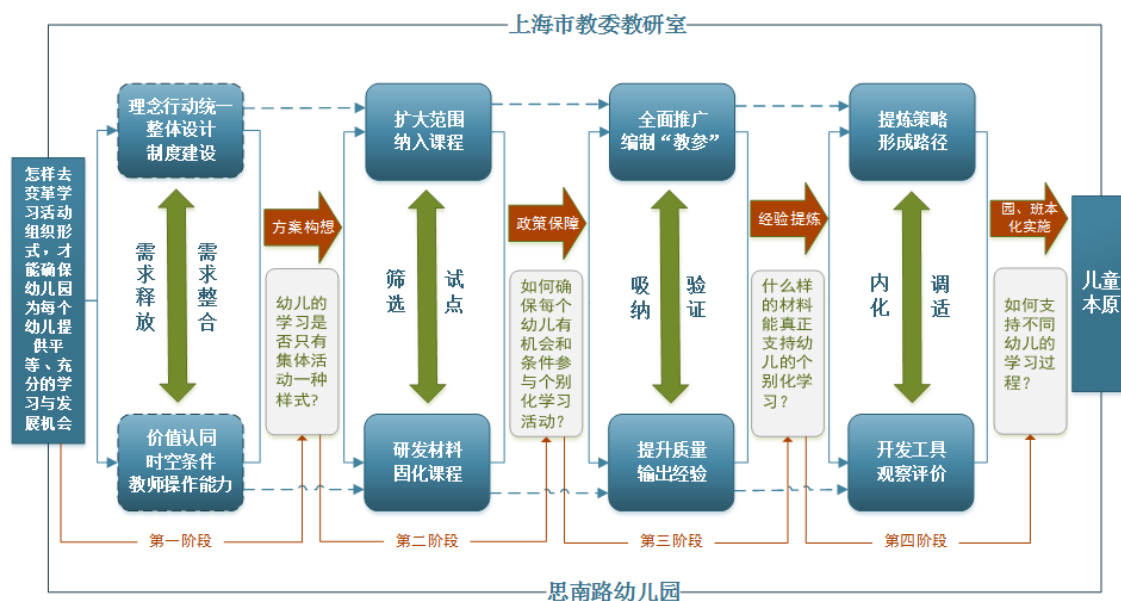 上海市教委教研室
怎样去
变革学
习活动
组织形
式，才
能确保
幼儿园
为每个
幼儿提
供平
等、充
分的学
习与发
展机会
理念行动统一
整体设计
制度建设
需求释放
需求整合
价值认同
时空条件
教师操作能力
方案构想
幼儿的
学习是
否只有
集体活
动一种
样式？
扩大范围
纳入课程
筛选
试点
研发材料
固化课程
政策保障
如何确
保每个
幼儿有
机会和
条件参
与个别
化学习
活动？
全面推广
编制“教参”
吸纳
验证
提升质量
输出经验
经验提炼
什么样
的材料
能真正
支持幼
儿的个
别化学
习？
提炼策略
形成路径
内化
调适
开发工具
观察评价
园、班本
化实施
如何支
持不同
幼儿的
学习过
程？
儿童
本原
第一阶段
第二阶段
第三阶段
第四阶段
思南路幼儿园